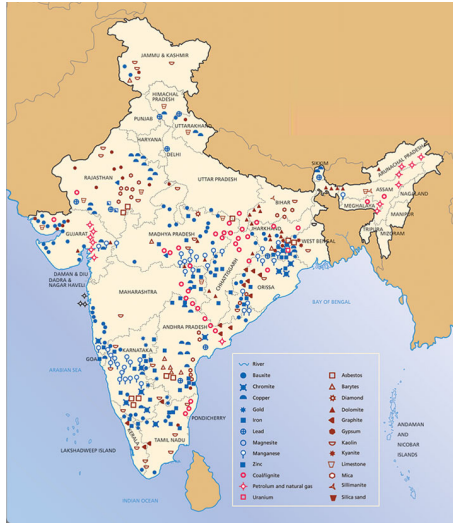 JAMMU & KASHMIR
HIMACHAL
PRADESH
PUNJAB
UTTARAKHAND
HARYANA
DELHI
SIKKIM
ARUNACHAL PRADESH
RAJASTHAN
UTTAR PRADESH
ASSAM
NAGALAND
BIHAR
MEGHALAYA
MANIPUR
TRIPURA
MIZORAM
JHARKHAND
WEST BENGAL
GUJARAT
MADHYA PRADESH
CHHATTISGARH
DAMAN & DIU
DADRA &
NAGAR HAVELI
MAHARASHTRA
ORISSA
BAY OF BENGAL
ANDHRA PRADESH
GOA
KARNATAKA
ARABIAN SEA
PONDICHERRY
KERALA
TAMIL NADU
LAKSHADWEEP ISLAND
ANDAMAN
AND
NICOBAR
ISLANDS
INDIAN OCEAN
River
Bauxite
Chromite
Copper
Gold
Iron
Lead
Magnesite
Manganese
Zinc
Coal/lignite
Petrolium and natural gas
Uranium
Asbestos
Barytes
Diamond
Dolomite
Graphite
Gypsum
Kaolin
Kyanite
Limestone
Mica
Sillimanite
Silica sand